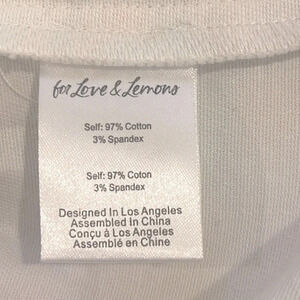 for Love & Lemons
Self: 97% Cotton
3% Spandex
Self: 97% Coton
3% Spandex
Designed In Los Angeles
Assembled in China
Conçu à Los Angeles
Assemblé en Chine